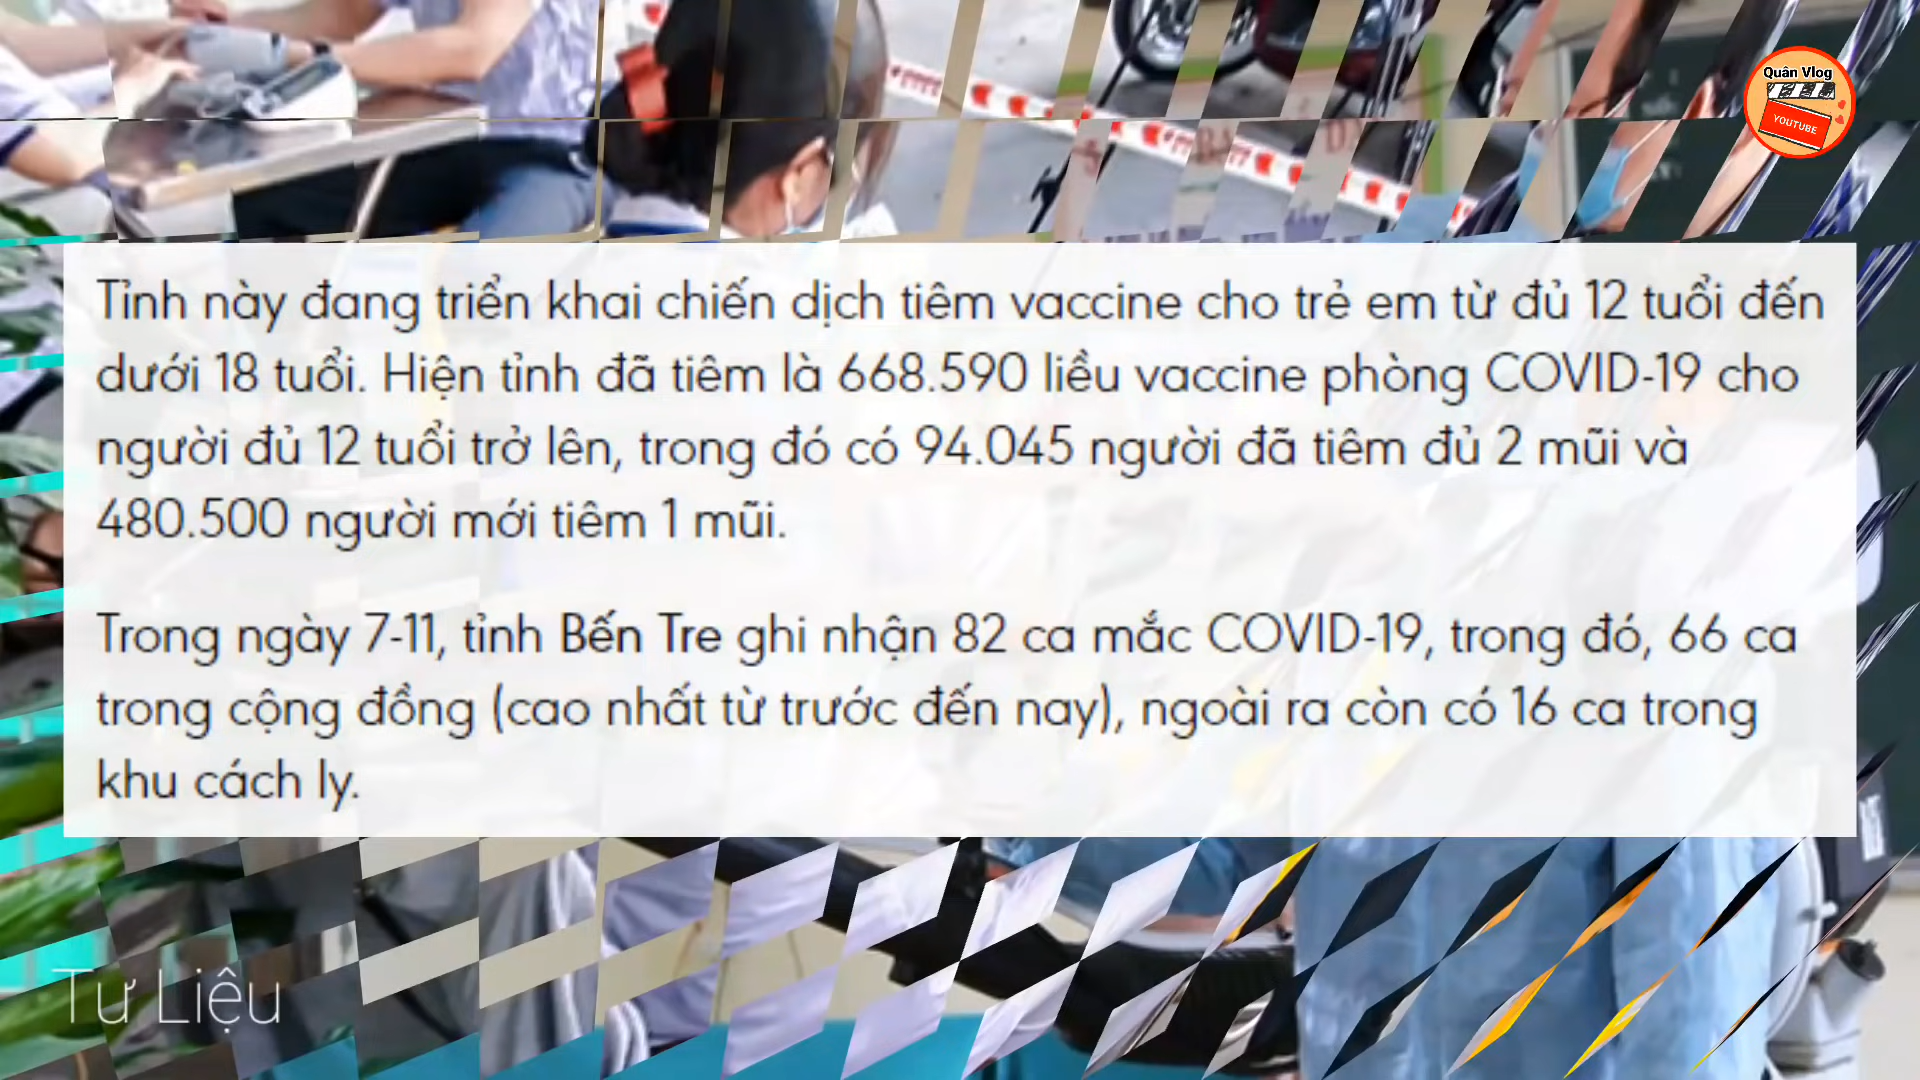 Quân Vlog
YOUTUBE
Tỉnh này đang triển khai chiến dịch tiêm vaccine cho trẻ em từ đủ 12 tuổi đến
dưới 18 tuổi. Hiện tỉnh đã tiêm là 668.590 liều vaccine phòng COVID-19 cho
người đủ 12 tuổi trở lên, trong đó có 94.045 người đã tiêm đủ 2 mũi và
480.500 người mới tiêm 1 mũi.
Trong ngày 7-11, tỉnh Bến Tre ghi nhận 82 ca mắc COVID-19, trong đó, 66 ca
trong cộng đồng (cao nhất từ trước đến nay), ngoài ra còn có 16 ca trong
khu cách ly.
Tư Liệu